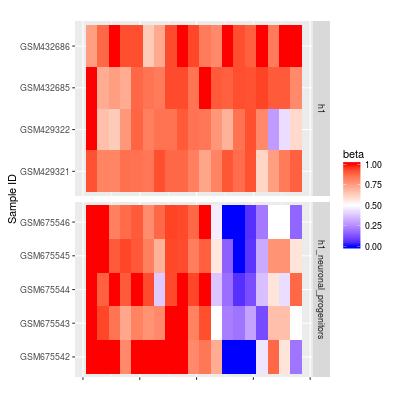 Sample ID
GSM432686
GSM432685
GSM429322
GSM429321
h1
GSM675546
GSM675545
GSM675544
GSM675543
GSM675542
h1_neuronal_progenitors
beta
1.00
0.75
0.50
0.25
0.00